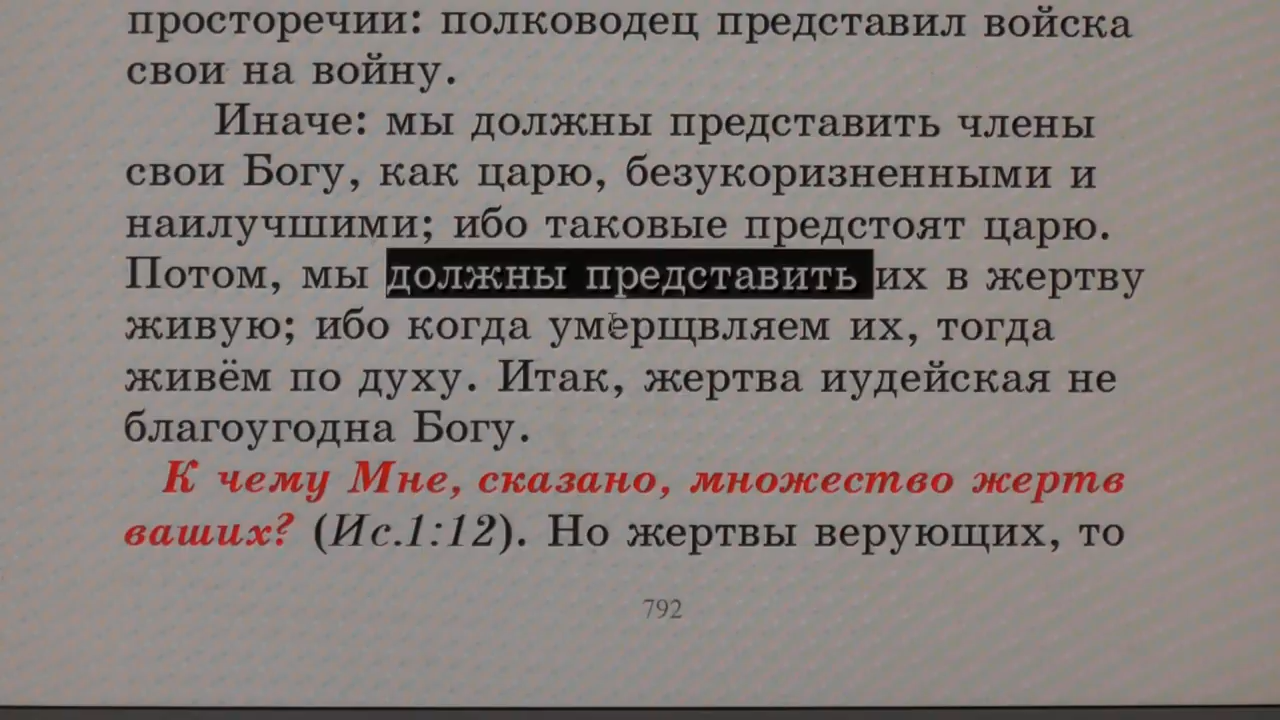 просторечии: полководец представил войска
свои на войну.
Иначе: мы должны представить члены
свои Богу, как царю, безукоризненными и
наилучшими; ибо таковые предстоят царю.
Потом, мы должны представить их в жертву
живую; ибо когда умерщвляем их, тогда
живём по духу. Итак, жертва иудейская не
благоугодна Богу.
К чему Мне, сказано, множество жертв
ваших? (Ис.1:12). Но жертвы верующих, то
792